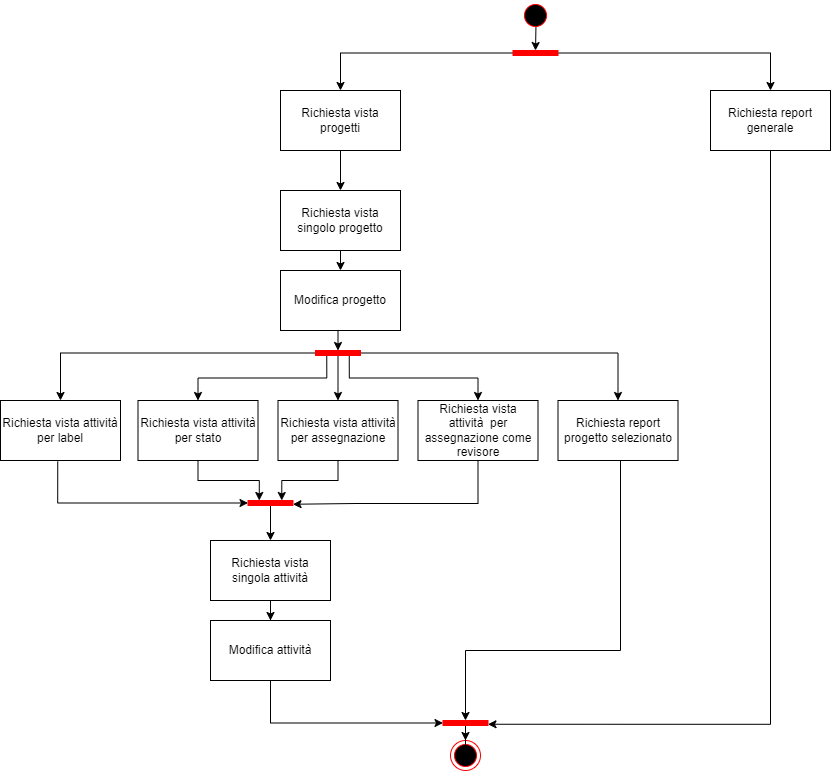 Richiesta vista
progetti
Richiesta report
generale
Richiesta vista
singolo progetto
Modifica progetto
Richiesta vista attività
per label
Richiesta vista attività
per stato
Richiesta vista attività
per assegnazione
Richiesta vista
attività per
assegnazione come
revisore
Richiesta report
progetto selezionato
Richiesta vista
singola attività
Modifica attività